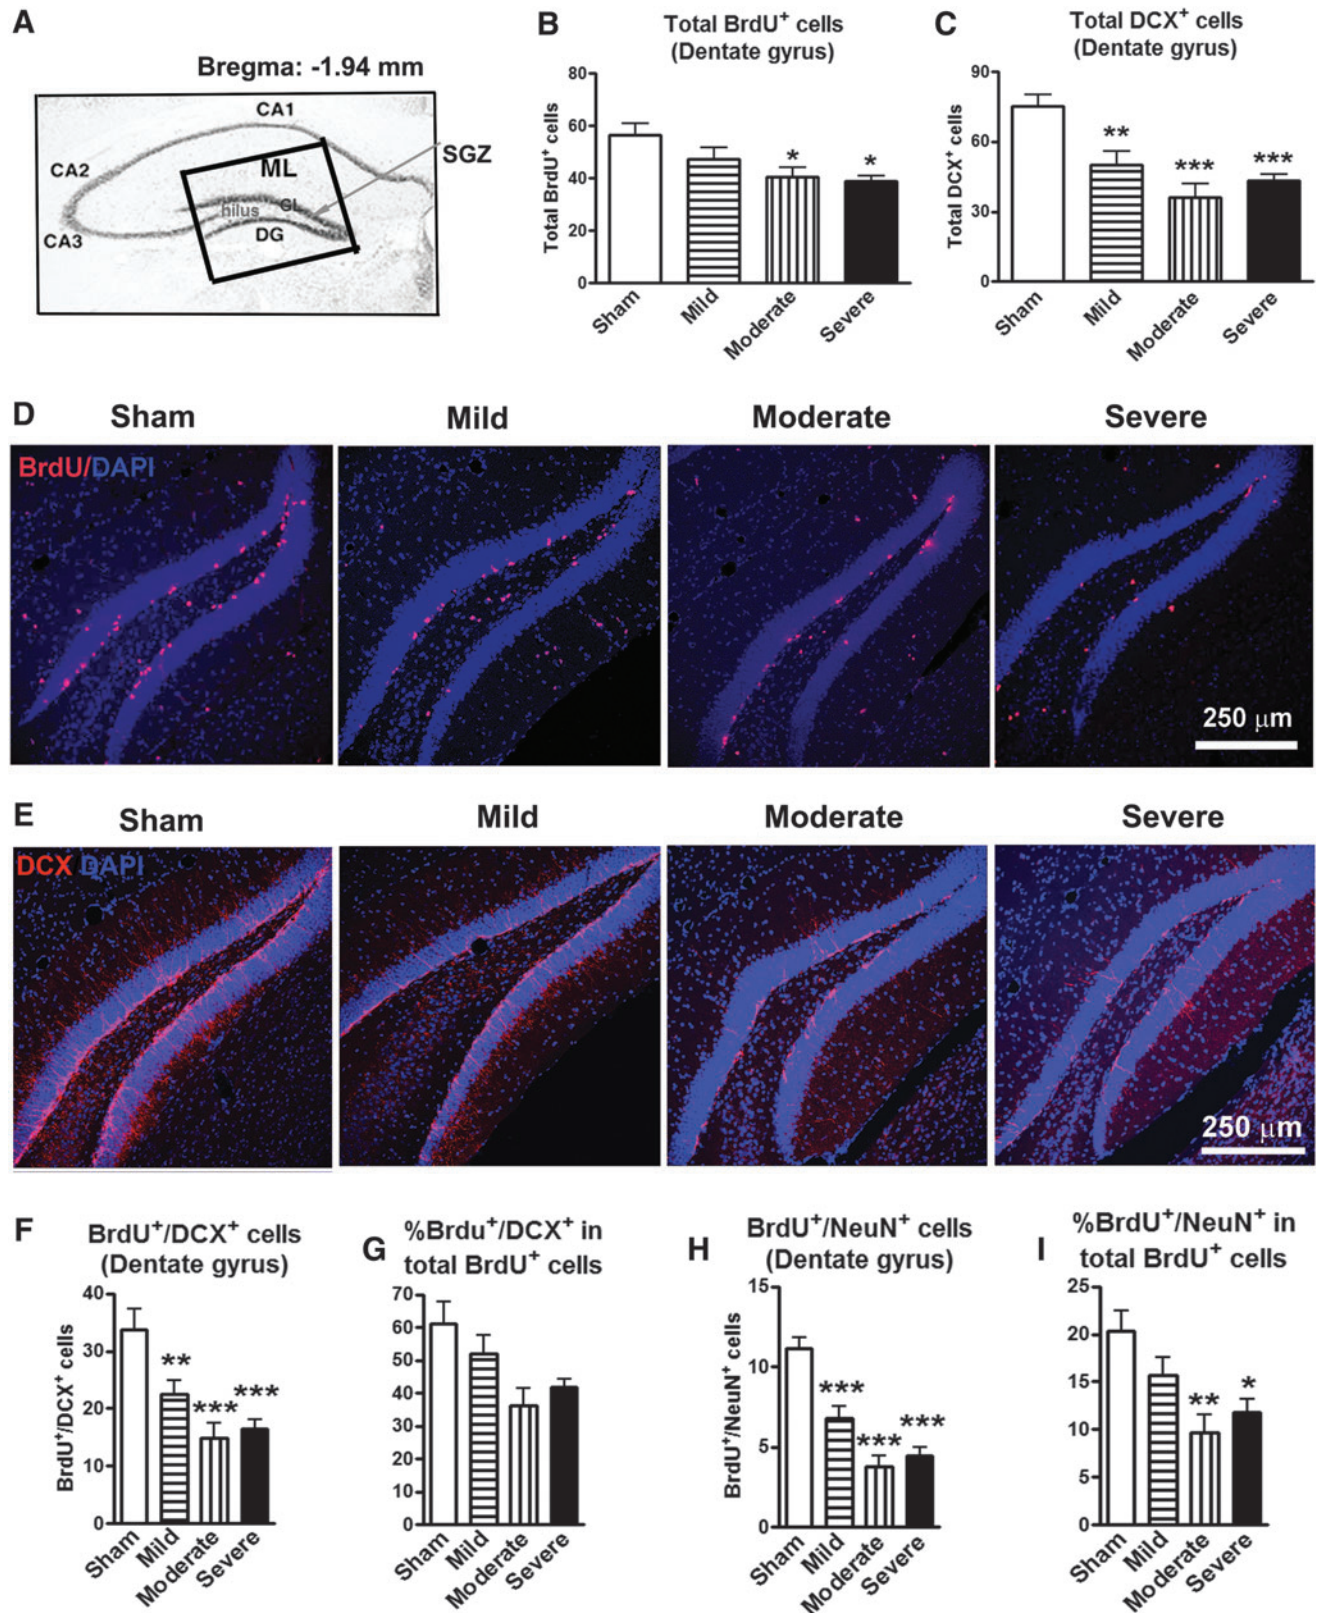 A
Bregma: -1.94 mm
CA1
CA2
ML
SGZ
GL
hilus
CA3
DG
B
Total BrdU+ cells
(Dentate gyrus)
Total BrdU+ cells
80
60
40
20
0
*
*
Sham
Mild
Moderate
Severe
C
Total DCX+ cells
(Dentate gyrus)
Total DCX+ cells
90
60
30
0
**
***
***
Sham
Mild
Moderate
Severe
D
Sham
Mild
Moderate
Severe
BrdU/DAPI
250 μm
E
Sham
Mild
Moderate
Severe
DCX DAPI
250 μm
F
BrdU+/DCX+ cells
(Dentate gyrus)
BrdU+/DCX+ cells
40
30
20
10
0
**
***
***
Sham
Mild
Moderate
Severe
G
%Brdu+/DCX+ in
total BrdU+ cells
70
60
50
40
30
20
10
0
Sham
Mild
Moderate
Severe
H
BrdU+/NeuN+ cells
(Dentate gyrus)
BrdU+/NeuN+ cells
15
10
5
0
***
***
***
Sham
Mild
Moderate
Severe
I
%BrdU+/NeuN+ in
total BrdU+ cells
25
20
15
10
5
0
**
*
Sham
Mild
Moderate
Severe